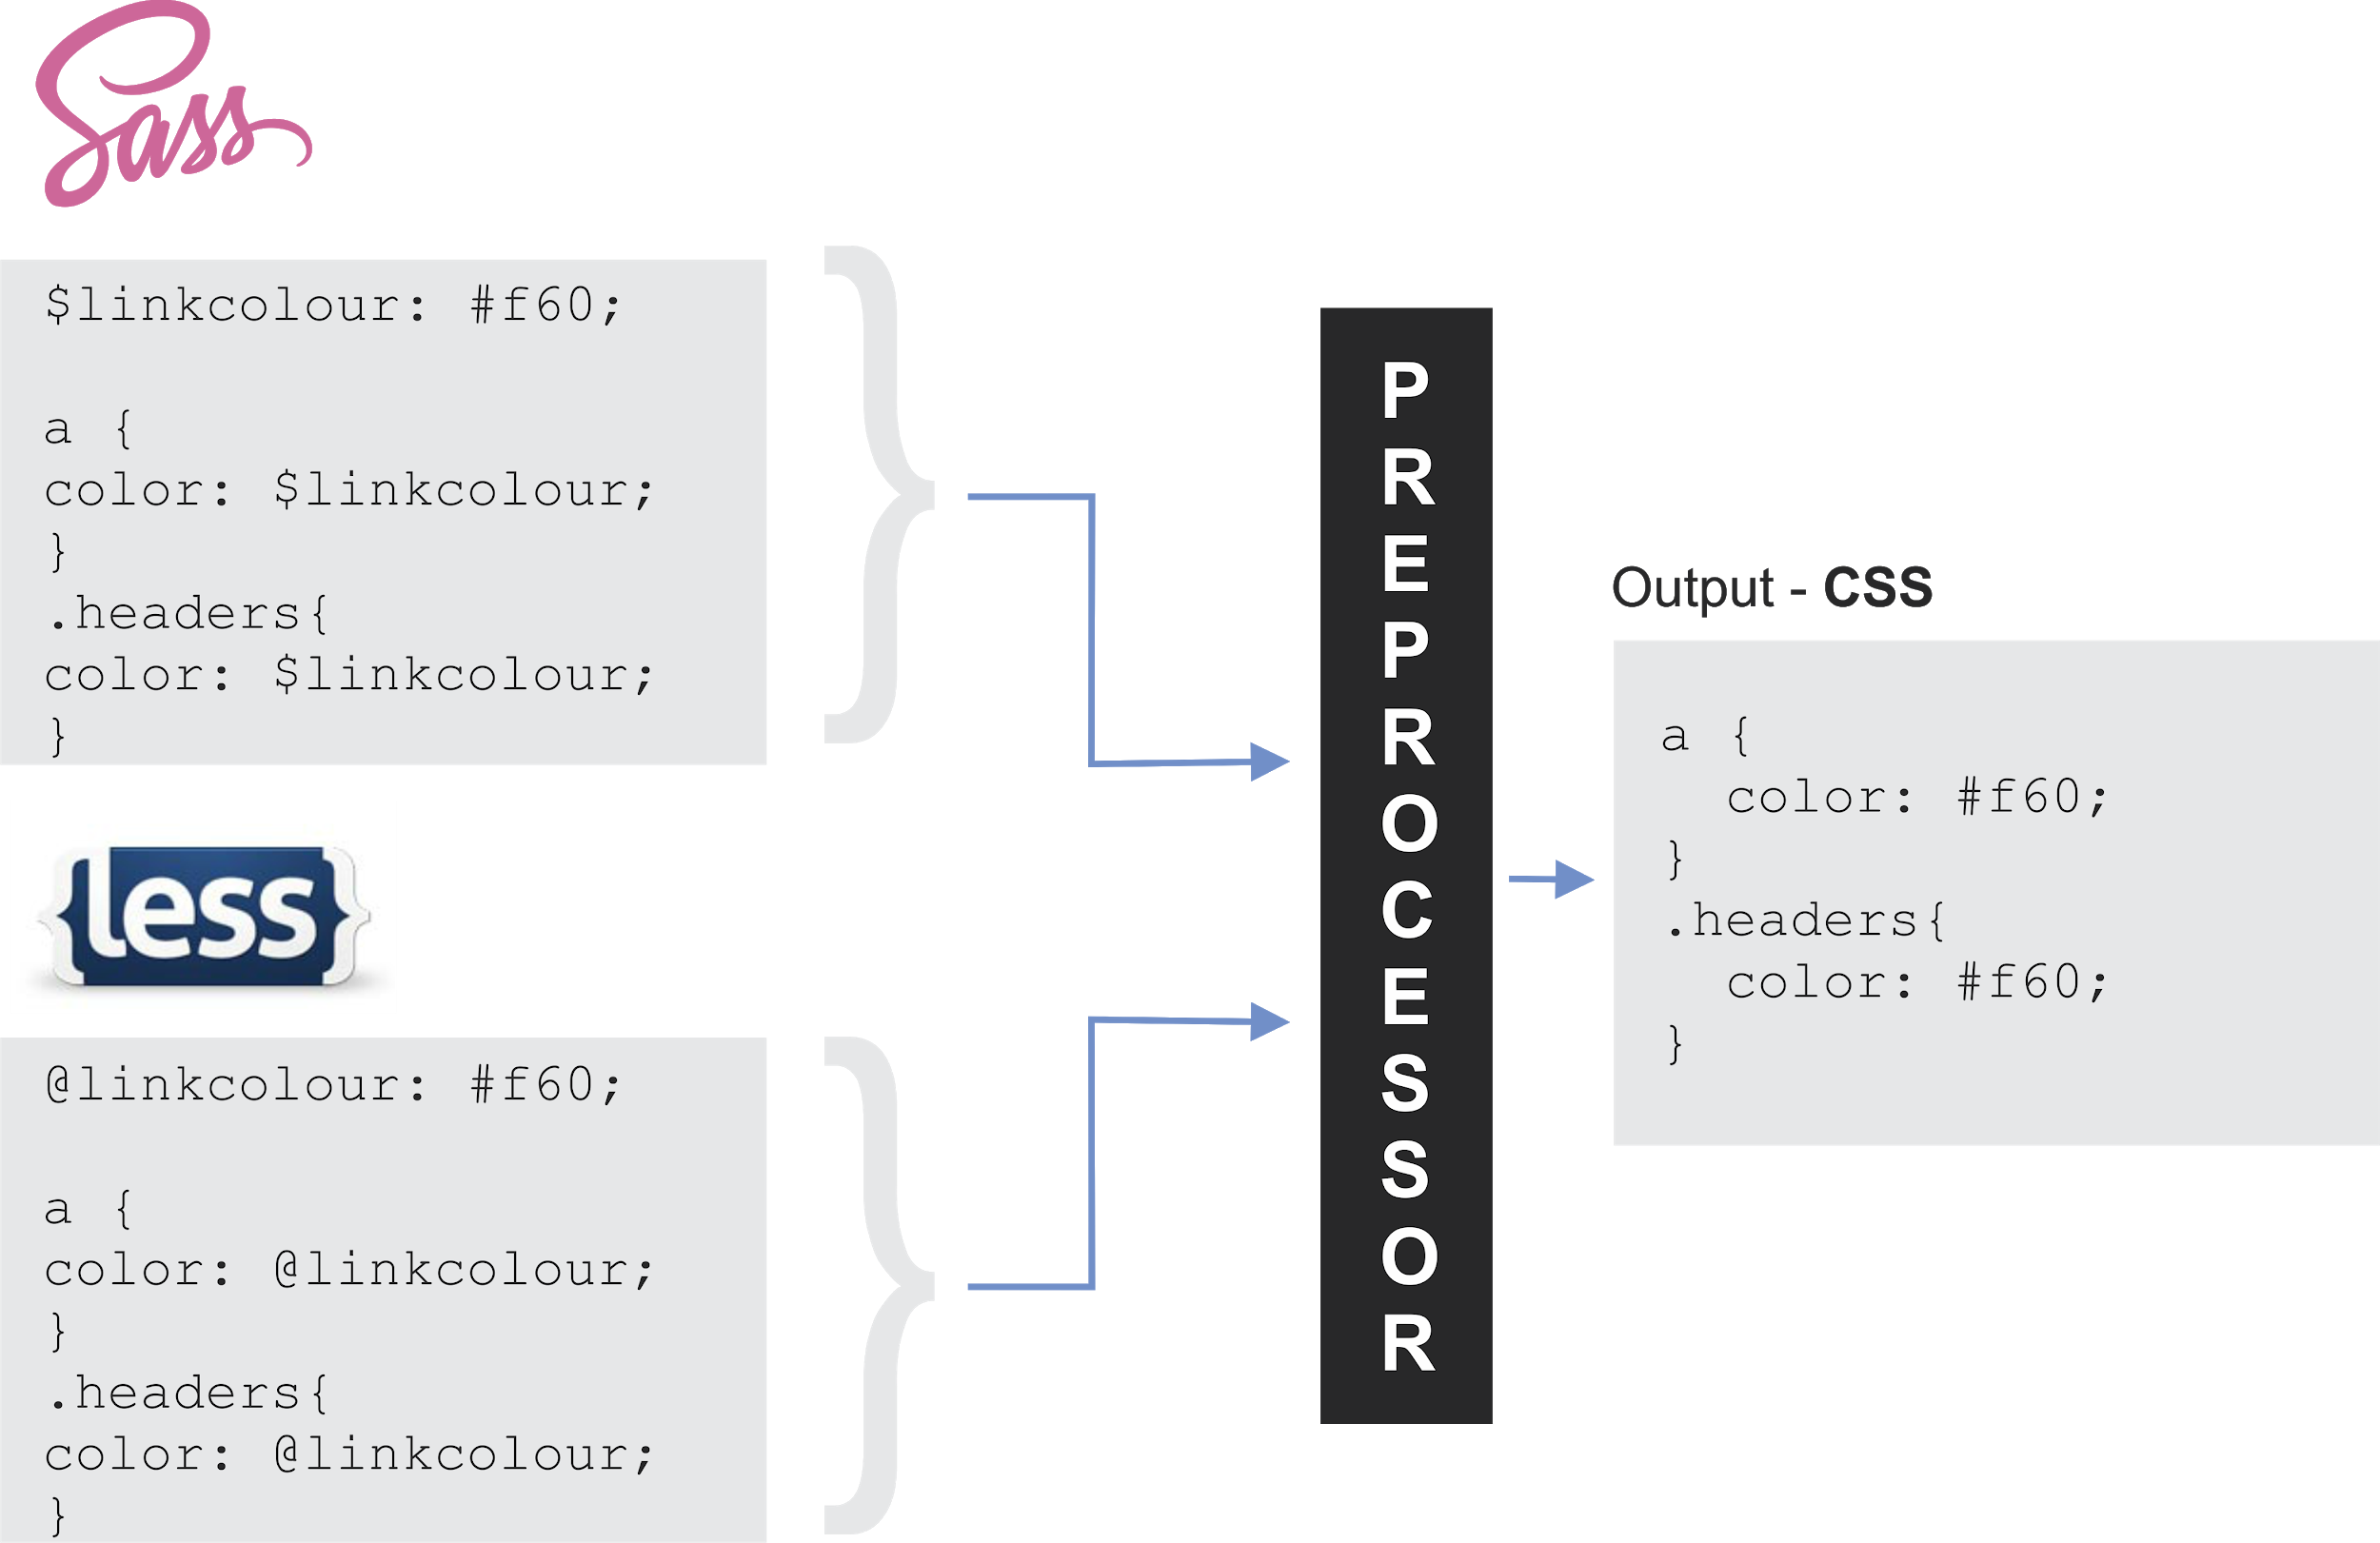 Sass
$linkcolour: #f60;
a {
color: $linkcolour;
}
.headers{
color: $linkcolour;
}
{less}
@linkcolour: #f60;
a {
color: @linkcolour;
}
.headers{
color: @linkcolour;
}
PREPROCESSOR
Output - CSS
a {
color: #f60;
}
.headers{
color: #f60;
}